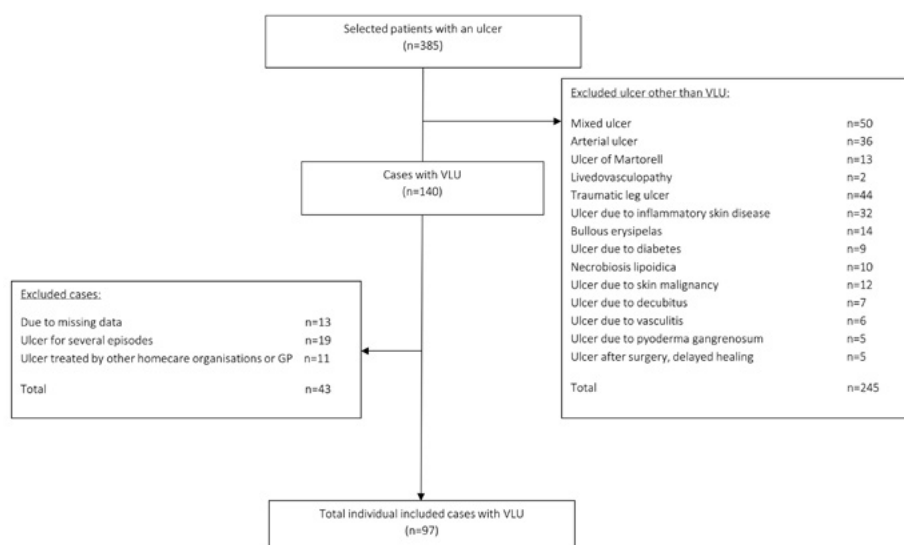 Selected patients with an ulcer
(n=385)
Excluded ulcer other than VLU:
Mixed ulcer n=50
Arterial ulcer n=36
Ulcer of Martorell n=13
Livedovasculopathy n=2
Traumatic leg ulcer n=44
Ulcer due to inflammatory skin disease n=32
Bullous erysipelas n=14
Ulcer due to diabetes n=9
Necrobiosis lipoidica n=10
Ulcer due to skin malignancy n=12
Ulcer due to decubitus n=7
Ulcer due to vasculitis n=6
Ulcer due to pyoderma gangrenosum n=5
Ulcer after surgery, delayed healing n=5
Total n=245
Cases with VLU
(n=140)
Excluded cases:
Due to missing data n=13
Ulcer for several episodes n=19
Ulcer treated by other homecare organisations or GP n=11
Total n=43
Total individual included cases with VLU
(n=97)